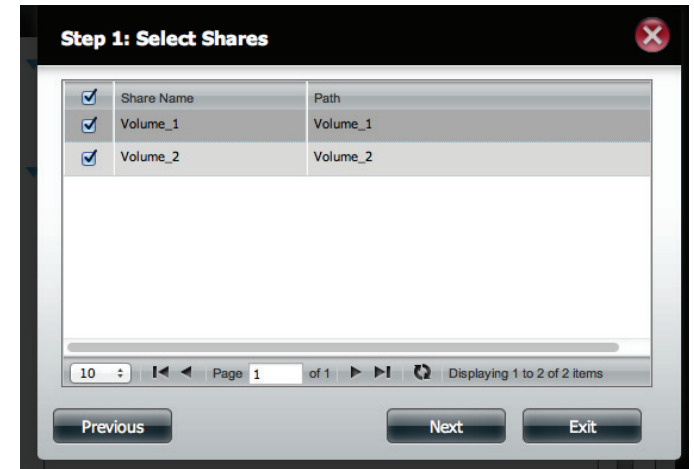 Step 1: Select Shares
Share Name Path
Volume_1 Volume_1
Volume_2 Volume_2
10 Page 1 of 1 Displaying 1 to 2 of 2 items
Previous Next Exit